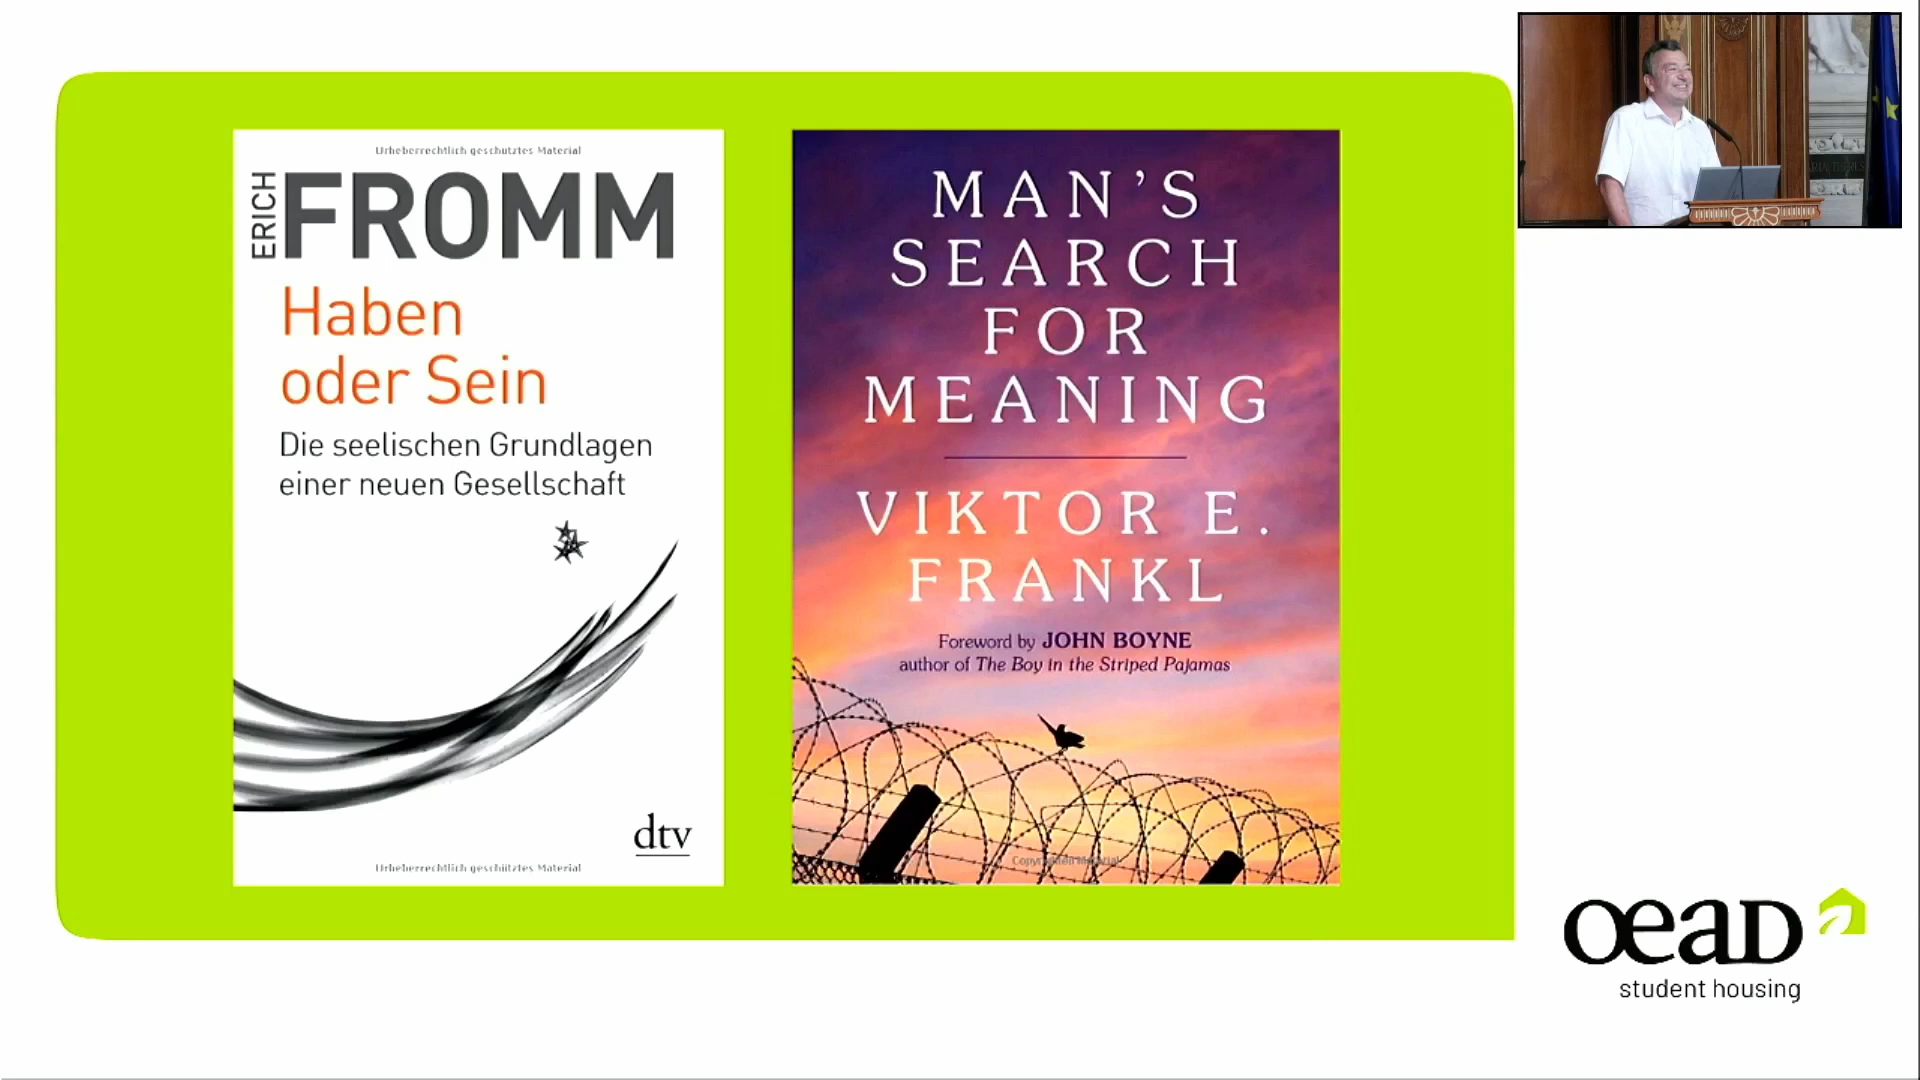 Urheberrechtlich geschütztes Material
ERICH
FROMM
Haben
oder Sein
Die seelischen Grundlagen
einer neuen Gesellschaft
dtv
Urheberrechtlich geschütztes Material
MAN'S
SEARCH
FOR
MEANING
VIKTOR E.
FRANKL
Foreword by JOHN BOYNE
author of The Boy in the Striped Pajamas
Copyrighted Material
OeAD
student housing